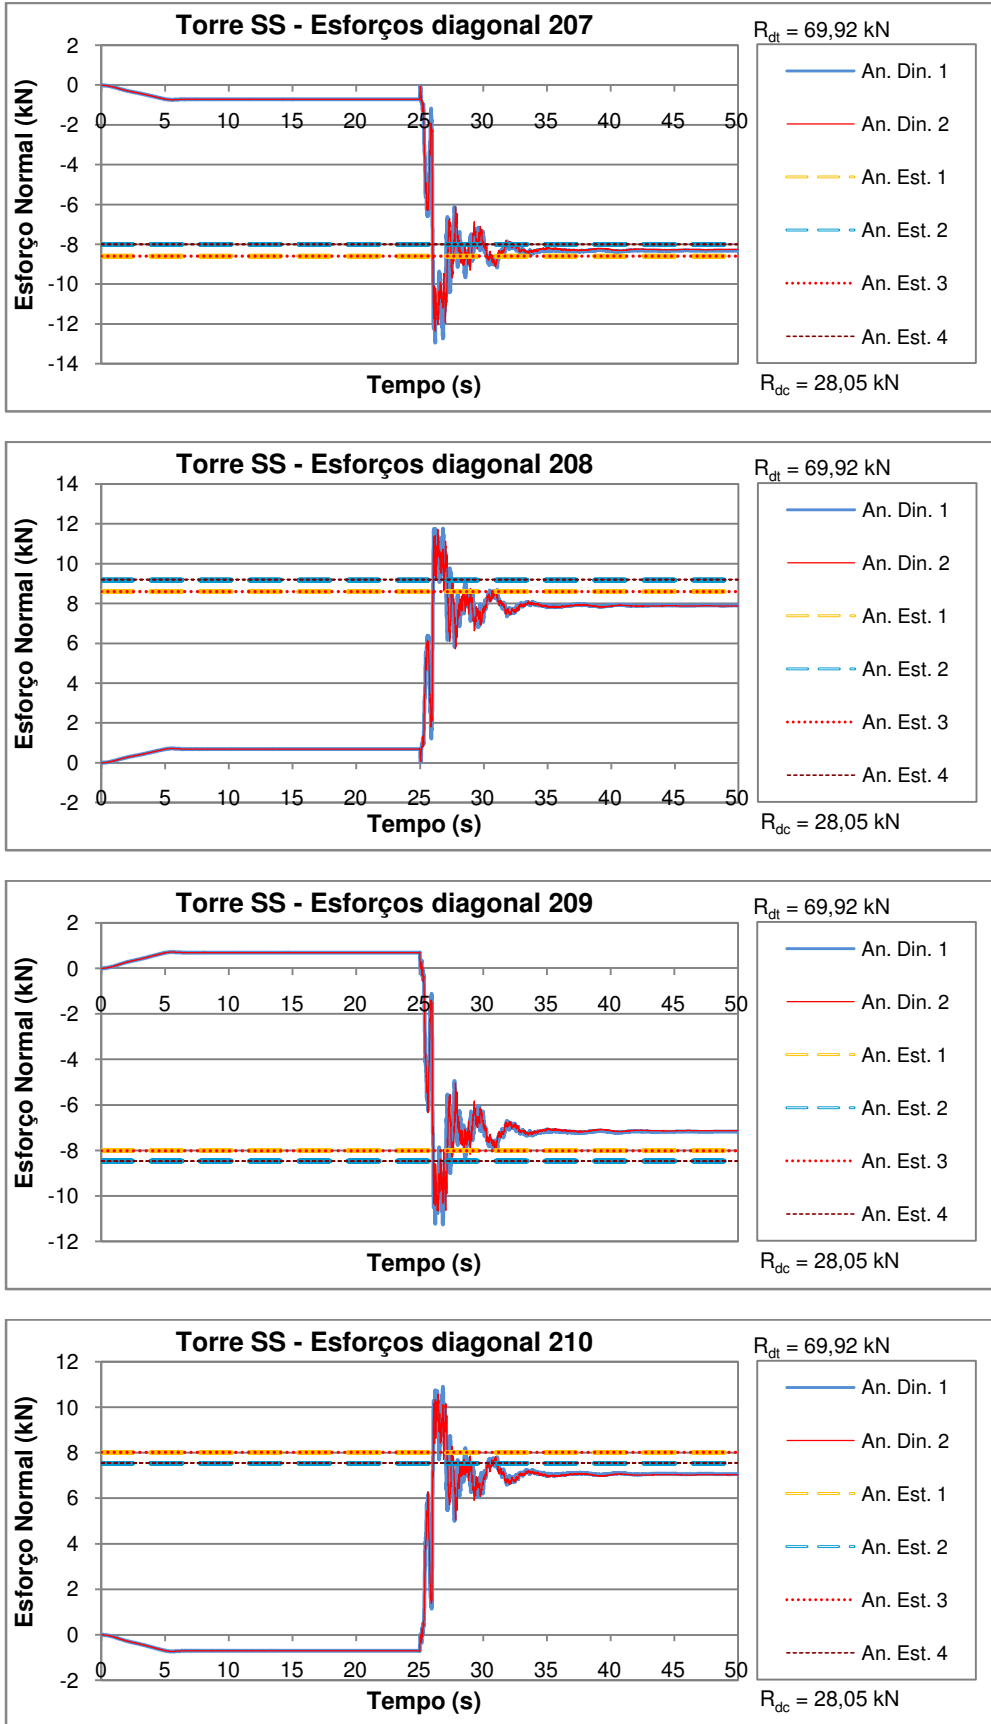 Torre SS - Esforços diagonal 207
R_dt = 69,92 kN
Esforço Normal (kN)
2
0
-2
-4
-6
-8
-10
-12
-14
0 5 10 15 20 25 30 35 40 45 50
Tempo (s)
An. Din. 1
An. Din. 2
An. Est. 1
An. Est. 2
An. Est. 3
An. Est. 4
R_dc = 28,05 kN
Torre SS - Esforços diagonal 208
R_dt = 69,92 kN
Esforço Normal (kN)
14
12
10
8
6
4
2
0
-2
0 5 10 15 20 25 30 35 40 45 50
Tempo (s)
An. Din. 1
An. Din. 2
An. Est. 1
An. Est. 2
An. Est. 3
An. Est. 4
R_dc = 28,05 kN
Torre SS - Esforços diagonal 209
R_dt = 69,92 kN
Esforço Normal (kN)
2
0
-2
-4
-6
-8
-10
-12
0 5 10 15 20 25 30 35 40 45 50
Tempo (s)
An. Din. 1
An. Din. 2
An. Est. 1
An. Est. 2
An. Est. 3
An. Est. 4
R_dc = 28,05 kN
Torre SS - Esforços diagonal 210
R_dt = 69,92 kN
Esforço Normal (kN)
12
10
8
6
4
2
0
-2
0 5 10 15 20 25 30 35 40 45 50
Tempo (s)
An. Din. 1
An. Din. 2
An. Est. 1
An. Est. 2
An. Est. 3
An. Est. 4
R_dc = 28,05 kN